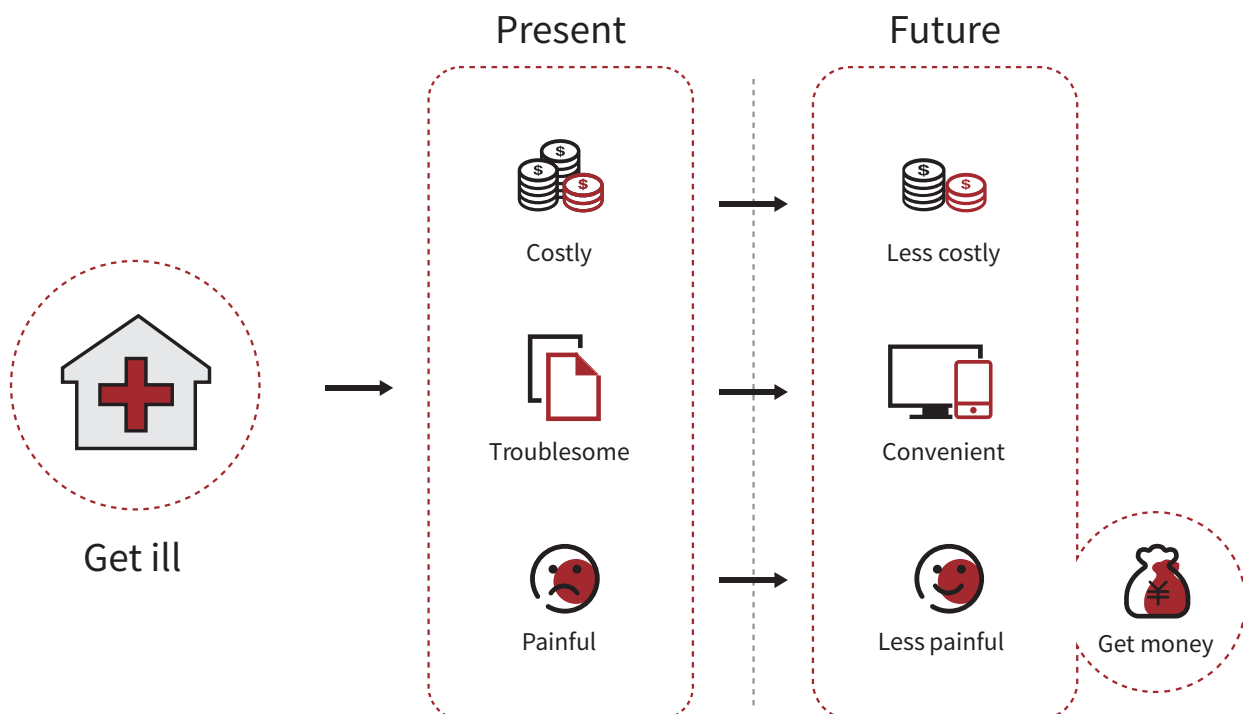 Present
Future
$
$
$
$
$
Costly
Less costly
Troublesome
Convenient
Get ill
Painful
Less painful
¥
Get money